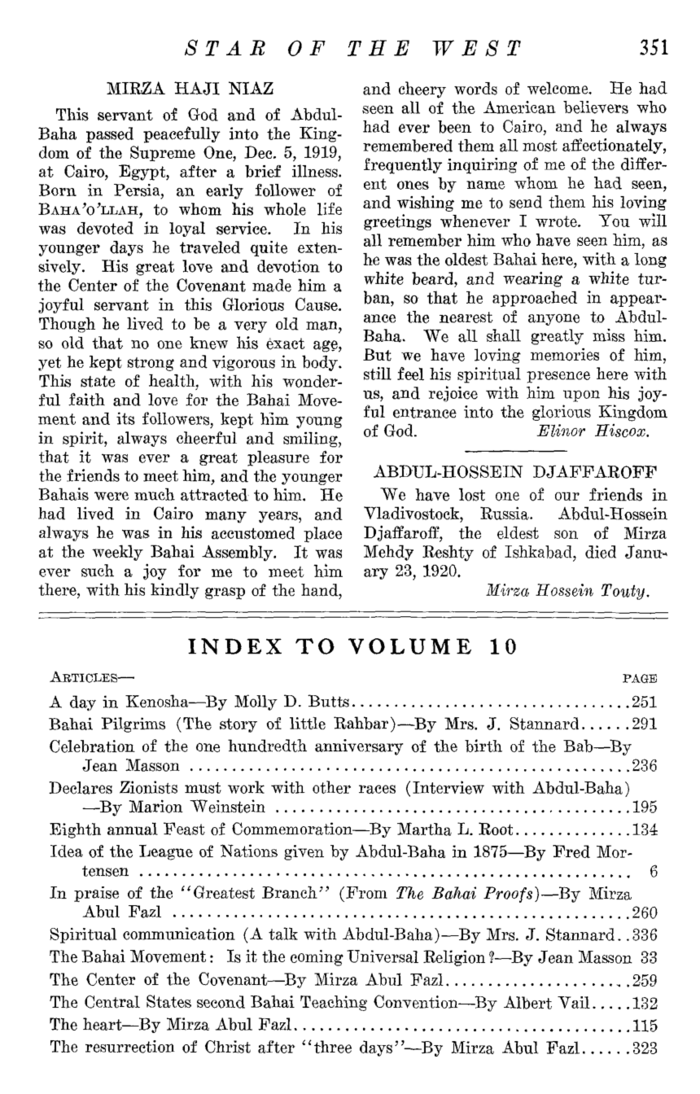 STAR OF THE WEST 351
MIRZA HAJI NIAZ
This servant of God and of Abdul-
Baha passed peacefully into the King-
dom of the Supreme One, Dec. 5, 1919,
at Cairo, Egypt, after a brief illness.
Born in Persia, an early follower of
BAHA'O'LLAH, to whom his whole life
was devoted in loyal service. In his
younger days he traveled quite exten-
sively. His great love and devotion to
the Center of the Covenant made him a
joyful servant in this Glorious Cause.
Though he lived to be a very old man,
so old that no one knew his exact age,
yet he kept strong and vigorous in body.
This state of health, with his wonder-
ful faith and love for the Bahai Move-
ment and its followers, kept him young
in spirit, always cheerful and smiling,
that it was ever a great pleasure for
the friends to meet him, and the younger
Bahais were much attracted to him. He
had lived in Cairo many years, and
always he was in his accustomed place
at the weekly Bahai Assembly. It was
ever such a joy for me to meet him
there, with his kindly grasp of the hand,
and cheery words of welcome. He had
seen all of the American believers who
had ever been to Cairo, and he always
remembered them all most affectionately,
frequently inquiring of me of the differ-
ent ones by name whom he had seen,
and wishing me to send them his loving
greetings whenever I wrote. You will
all remember him who have seen him, as
he was the oldest Bahai here, with a long
white beard, and wearing a white tur-
ban, so that he approached in appear-
ance the nearest of anyone to Abdul-
Baha. We all shall greatly miss him.
But we have loving memories of him,
still feel his spiritual presence here with
us, and rejoice with him upon his joy-
ful entrance into the glorious Kingdom
of God. Elinor Hiscox.
ABDUL-HOSSEIN DJAFFAROFF
We have lost one of our friends in
Vladivostock, Russia. Abdul-Hossein
Djaffaroff, the eldest son of Mirza
Mehdy Reshty of Ishkabad, died Janu-
ary 23, 1920.
Mirza Hossein Touty.
INDEX TO VOLUME 10
ARTICLES— PAGE
A day in Kenosha—By Molly D. Butts.................................251
Bahai Pilgrims (The story of little Rahbar)—By Mrs. J. Stannard......291
Celebration of the one hundredth anniversary of the birth of the Bab—By
Jean Masson ....................................................236
Declares Zionists must work with other races (Interview with Abdul-Baha)
—By Marion Weinstein ..........................................195
Eighth annual Feast of Commemoration—By Martha L. Root..............134
Idea of the League of Nations given by Abdul-Baha in 1875—By Fred Mor-
tensen .......................................................... 6
In praise of the "Greatest Branch" (From The Bahai Proofs)—By Mirza
Abul Fazl ......................................................260
Spiritual communication (A talk with Abdul-Baha)—By Mrs. J. Stannard..336
The Bahai Movement: Is it the coming Universal Religion?—By Jean Masson 33
The Center of the Covenant—By Mirza Abul Fazl......................259
The Central States second Bahai Teaching Convention—By Albert Vail.....132
The heart—By Mirza Abul Fazl........................................115
The resurrection of Christ after "three days"—By Mirza Abul Fazl......323